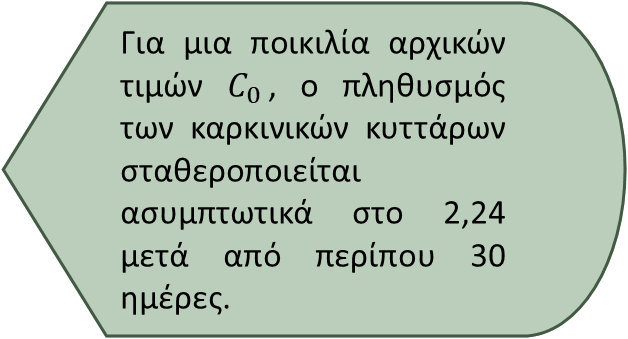 Για μια ποικιλία αρχικών
τιμών C₀ , ο πληθυσμός
των καρκινικών κυττάρων
σταθεροποιείται
ασυμπτωτικά στο 2,24
μετά από περίπου 30
ημέρες.